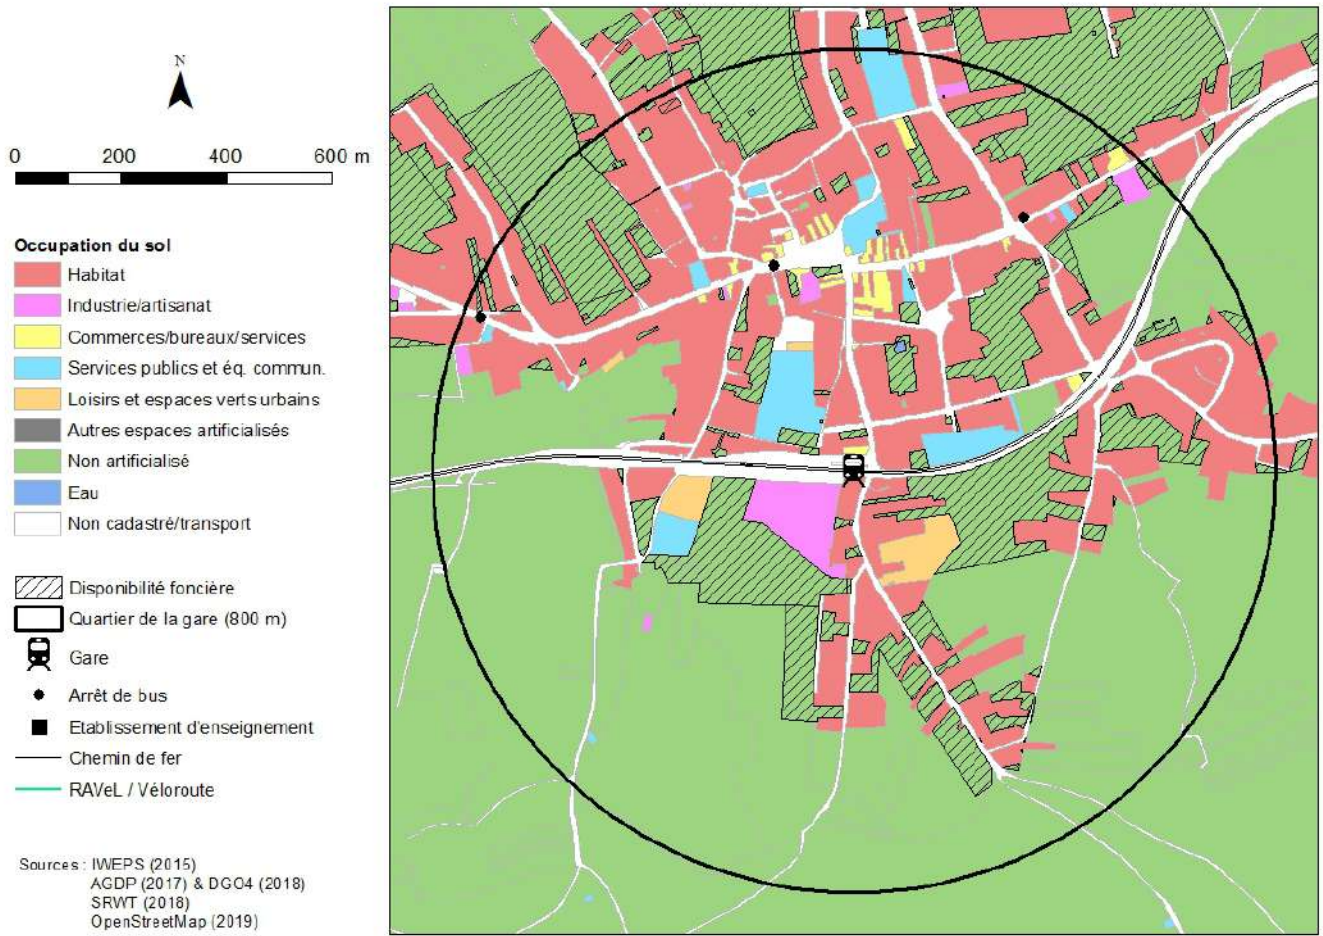 N
0 200 400 600 m
Occupation du sol
Habitat
Industrie/artisanat
Commerces/bureaux/services
Services publics et éq. commun.
Loisirs et espaces verts urbains
Autres espaces artificialisés
Non artificialisé
Eau
Non cadastré/transport
Disponibilité foncière
Quartier de la gare (800 m)
Gare
Arrêt de bus
Etablissement d'enseignement
Chemin de fer
RAVeL / Véloroute
Sources : IWEPS (2015)
AGDP (2017) & DGO4 (2018)
SRWT (2018)
OpenStreetMap (2019)